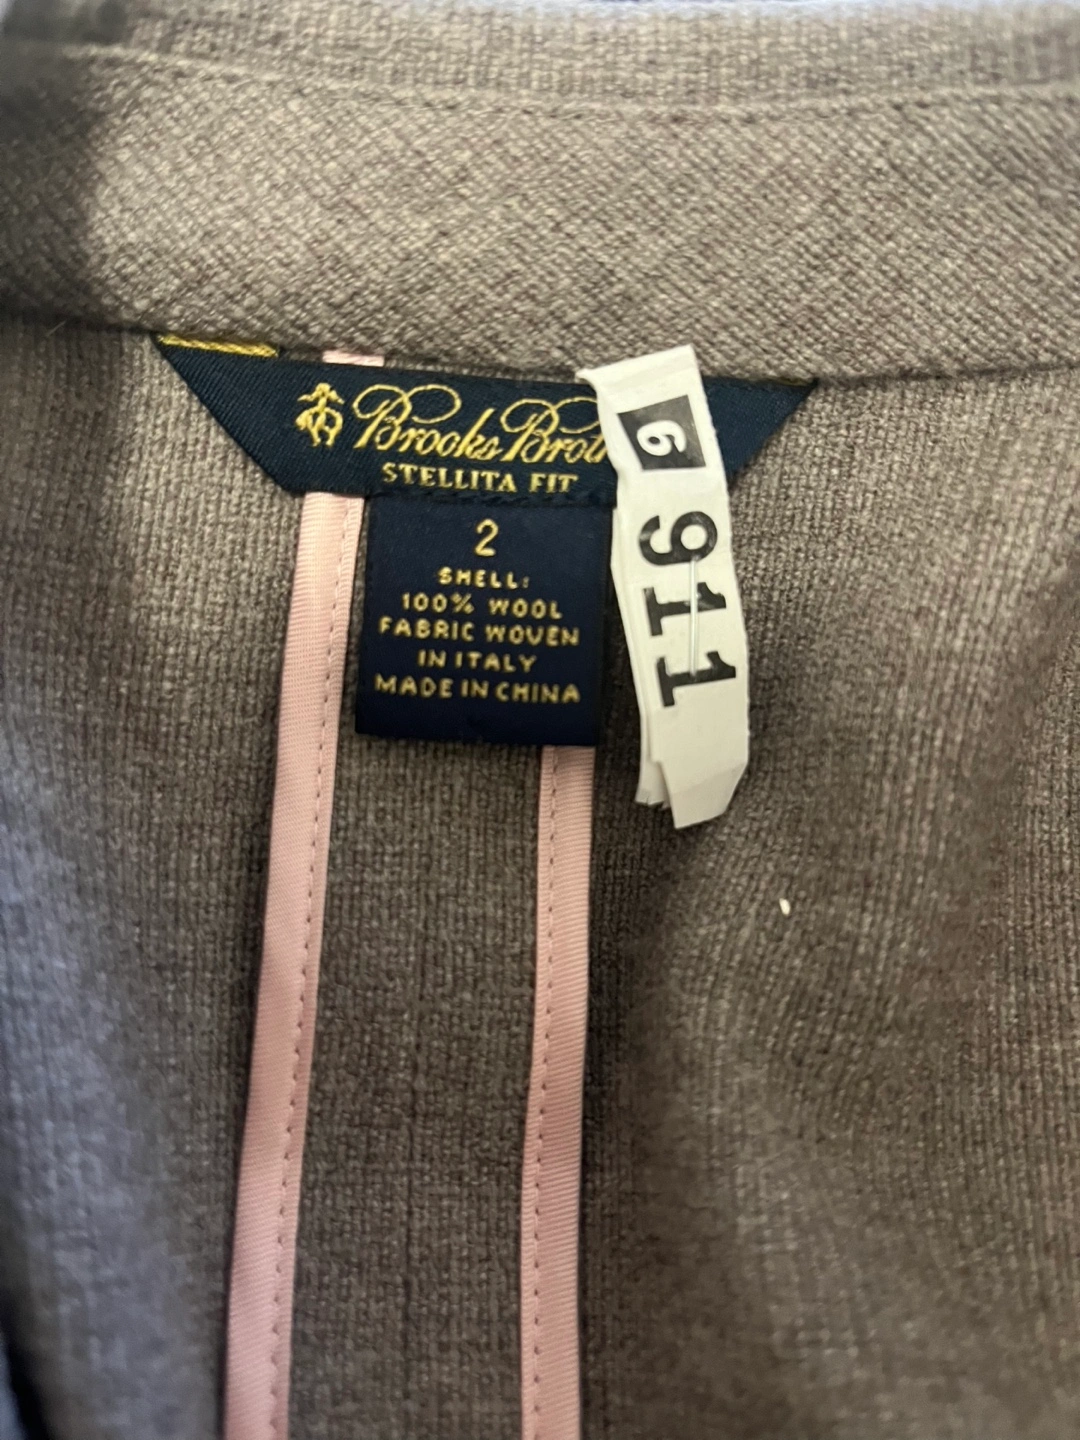 Brooks Brot
STELLITA FIT
2
SHELL:
100% WOOL
FABRIC WOVEN
IN ITALY
MADE IN CHINA
6 911